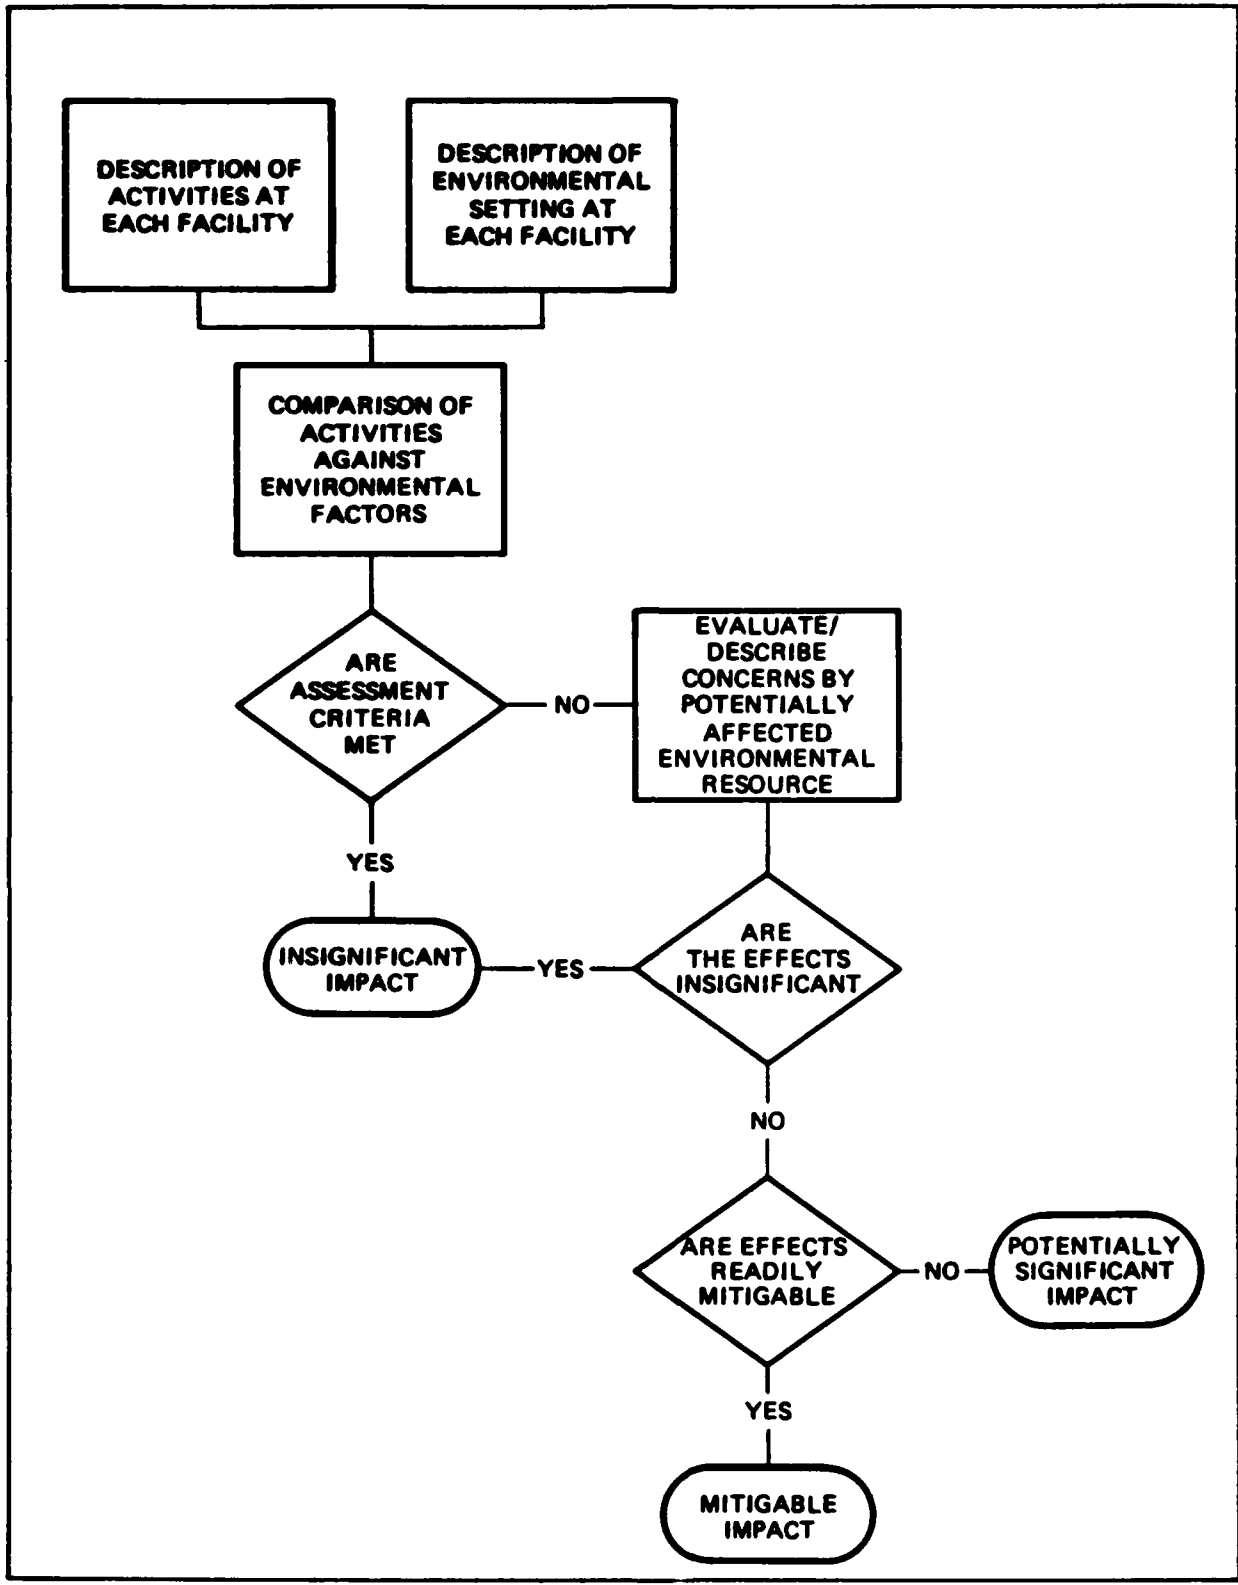 DESCRIPTION OF
ACTIVITIES AT
EACH FACILITY
DESCRIPTION OF
ENVIRONMENTAL
SETTING AT
EACH FACILITY
COMPARISON OF
ACTIVITIES
AGAINST
ENVIRONMENTAL
FACTORS
ARE
ASSESSMENT
CRITERIA
MET
NO
EVALUATE/
DESCRIBE
CONCERNS BY
POTENTIALLY
AFFECTED
ENVIRONMENTAL
RESOURCE
YES
INSIGNIFICANT
IMPACT
YES
ARE
THE EFFECTS
INSIGNIFICANT
NO
ARE EFFECTS
READILY
MITIGABLE
NO
POTENTIALLY
SIGNIFICANT
IMPACT
YES
MITIGABLE
IMPACT